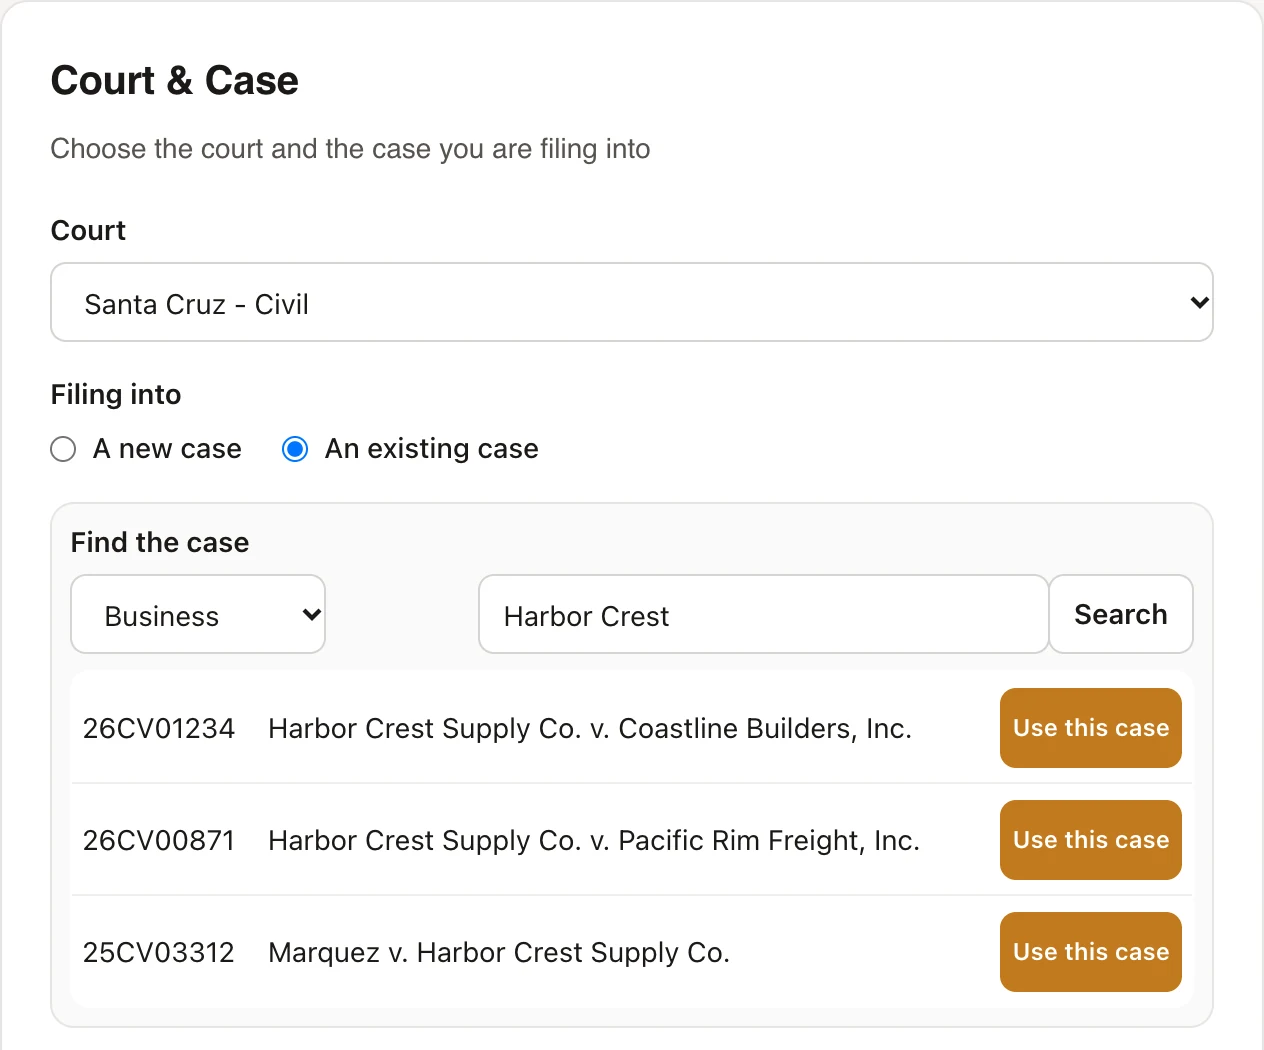 Court & Case
Choose the court and the case you are filing into
Court
Santa Cruz - Civil
Filing into
A new case An existing case
Find the case
Business Harbor Crest Search
26CV01234 Harbor Crest Supply Co. v. Coastline Builders, Inc. Use this case
26CV00871 Harbor Crest Supply Co. v. Pacific Rim Freight, Inc. Use this case
25CV03312 Marquez v. Harbor Crest Supply Co. Use this case